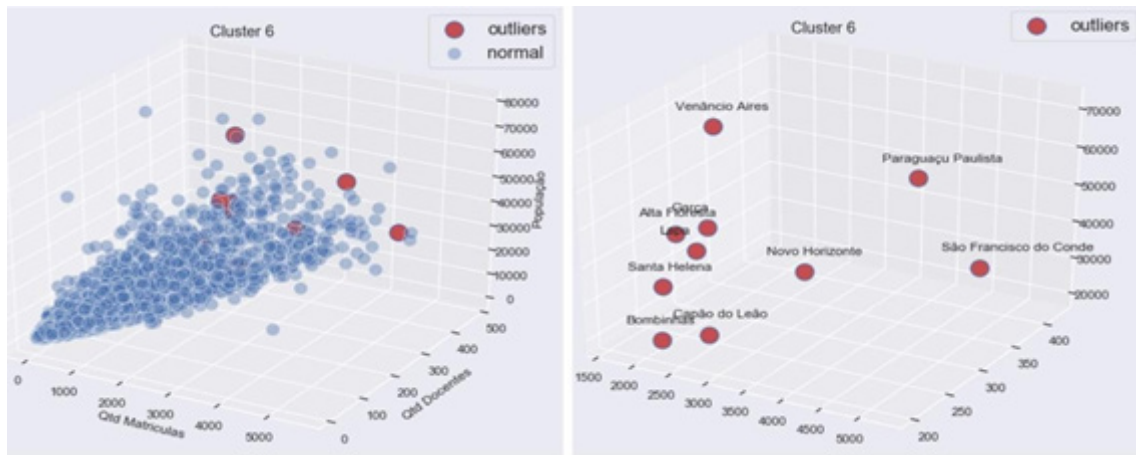 Cluster 6
outliers
normal
80000
70000
60000
50000
40000
30000
20000
10000
0
População
500
400
300
200
100
0
Qtd Docentes
0
1000
2000
3000
4000
5000
Qtd Matriculas
Cluster 6
outliers
Venâncio Aires
Paraguaçu Paulista
Garça
Alta Floresta
Novo Horizonte
São Francisco do Conde
Santa Helena
Bombinhas
Capão do Leão
70000
60000
50000
40000
30000
20000
400
350
300
250
200
1500
2000
2500
3000
3500
4000
4500
5000